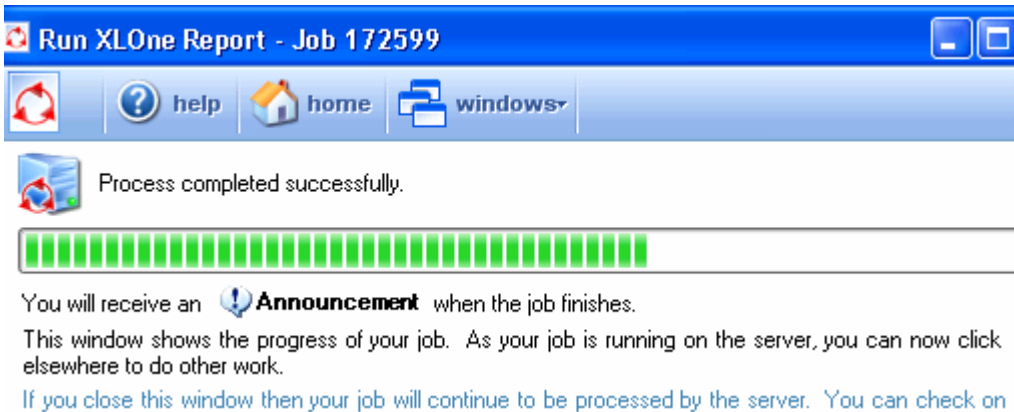 Run XLOne Report - Job 172599
help home windows
Process completed successfully.
You will receive an Announcement when the job finishes.
This window shows the progress of your job. As your job is running on the server, you can now click
elsewhere to do other work.
If you close this window then your job will continue to be processed by the server. You can check on